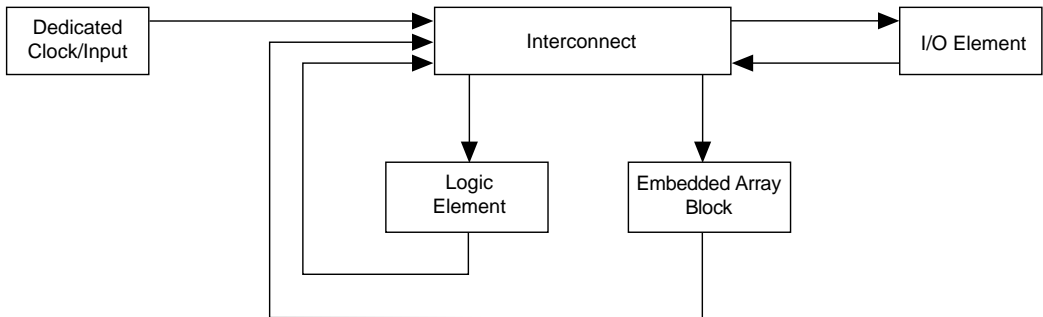 Dedicated
Clock/Input
Interconnect
I/O Element
Logic
Element
Embedded Array
Block